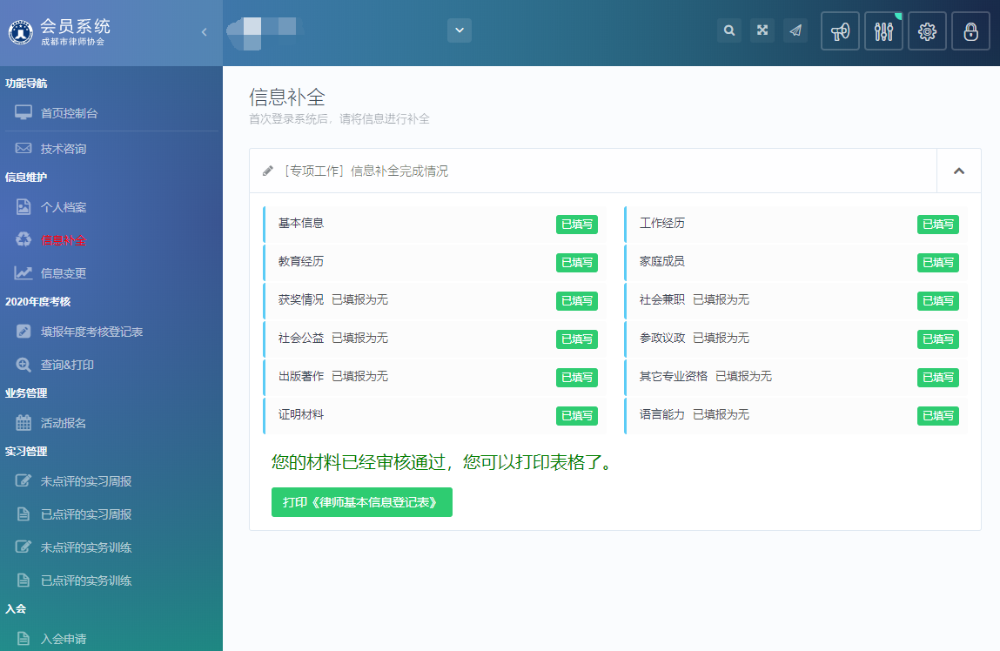 会员系统
成都市律师协会
功能导航
首页控制台
技术咨询
信息维护
个人档案
信息补全
信息变更
2020年度考核
填报年度考核登记表
查询&打印
业务管理
活动报名
实习管理
未点评的实习周报
已点评的实习周报
未点评的实务训练
已点评的实务训练
入会
入会申请
信息补全
首次登录系统后，请将信息进行补全
[专项工作] 信息补全完成情况
基本信息 已填写
工作经历 已填写
教育经历 已填写
家庭成员 已填写
获奖情况 已填报为无 已填写
社会兼职 已填报为无 已填写
社会公益 已填报为无 已填写
参政议政 已填报为无 已填写
出版著作 已填报为无 已填写
其它专业资格 已填报为无 已填写
证明材料 已填写
语言能力 已填报为无 已填写
您的材料已经审核通过，您可以打印表格了。
打印《律师基本信息登记表》